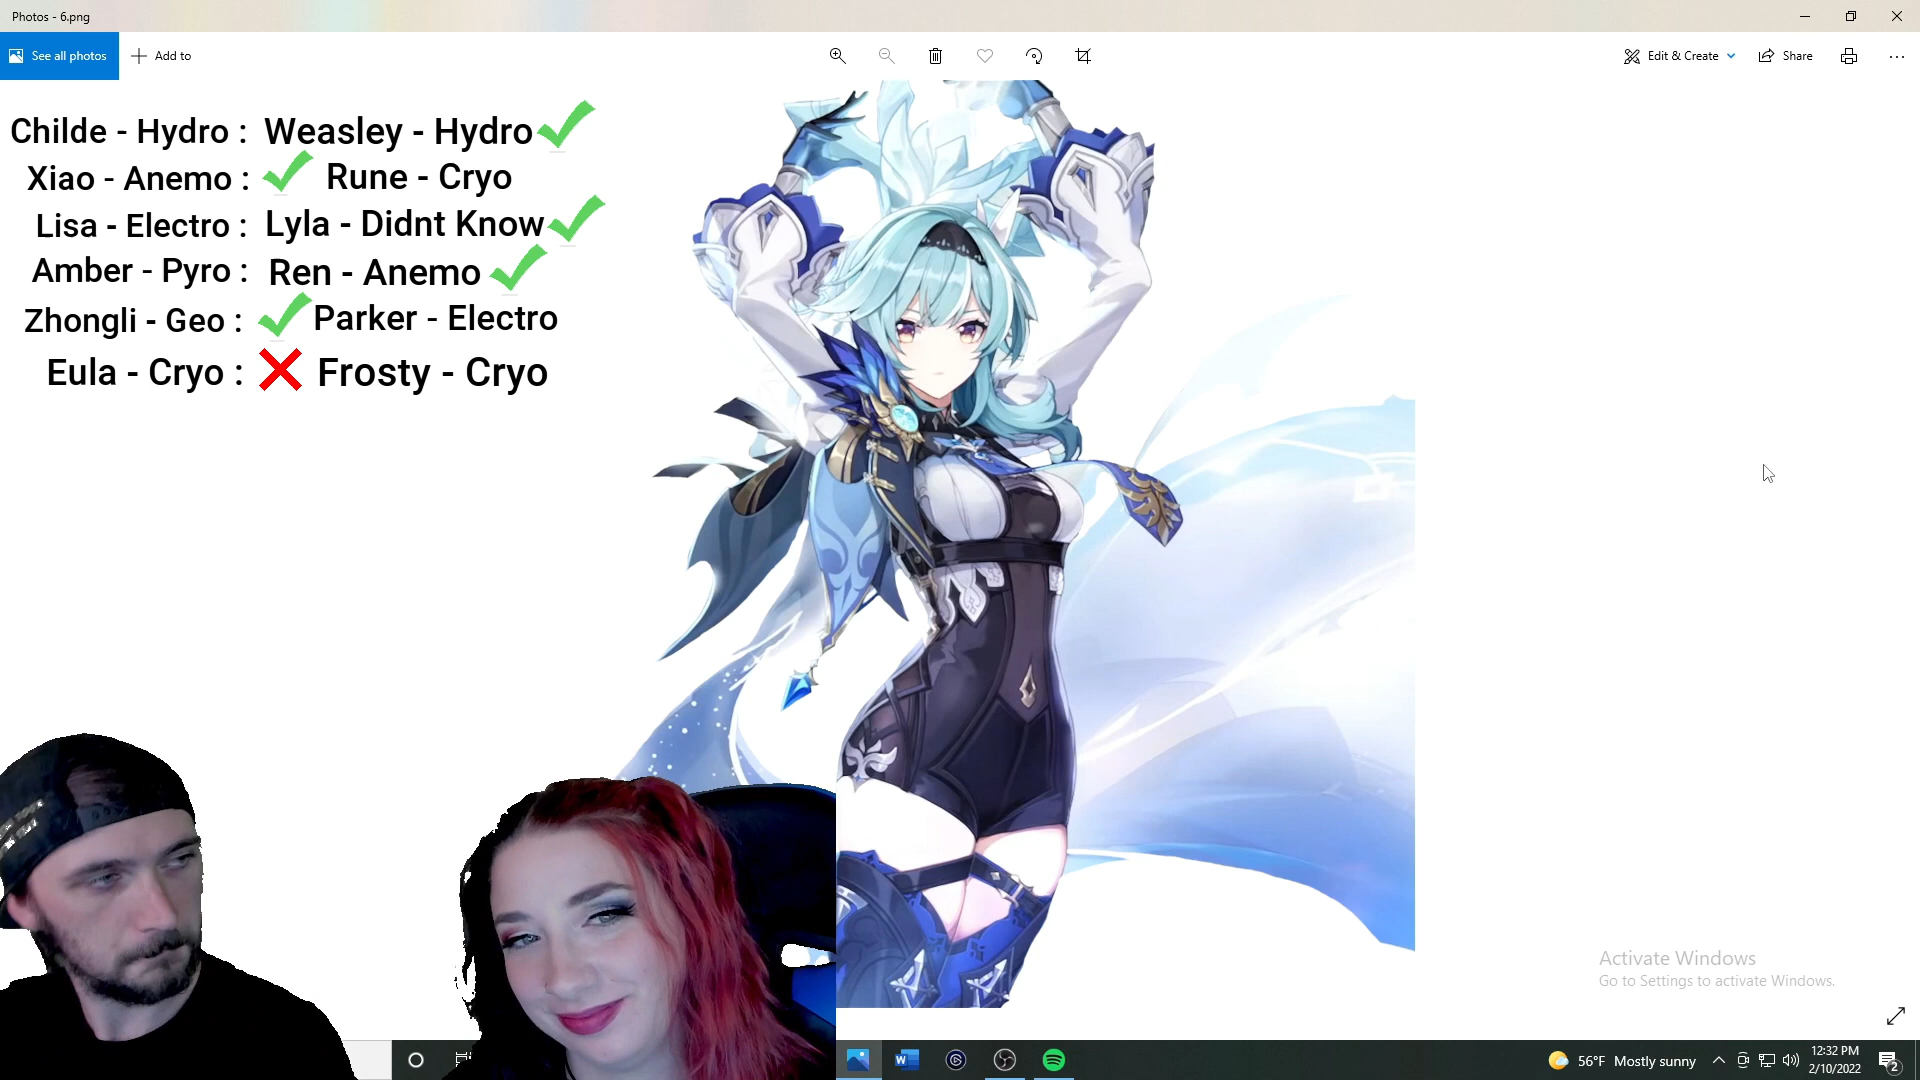 Photos - 6.png
See all photos
Add to
Edit & Create
Share
Childe - Hydro : Weasley - Hydro
Xiao - Anemo : Rune - Cryo
Lisa - Electro : Lyla - Didnt Know
Amber - Pyro : Ren - Anemo
Zhongli - Geo : Parker - Electro
Eula - Cryo : Frosty - Cryo
Activate Windows
Go to Settings to activate Windows.
W
56°F Mostly sunny
12:32 PM
2/10/2022
2